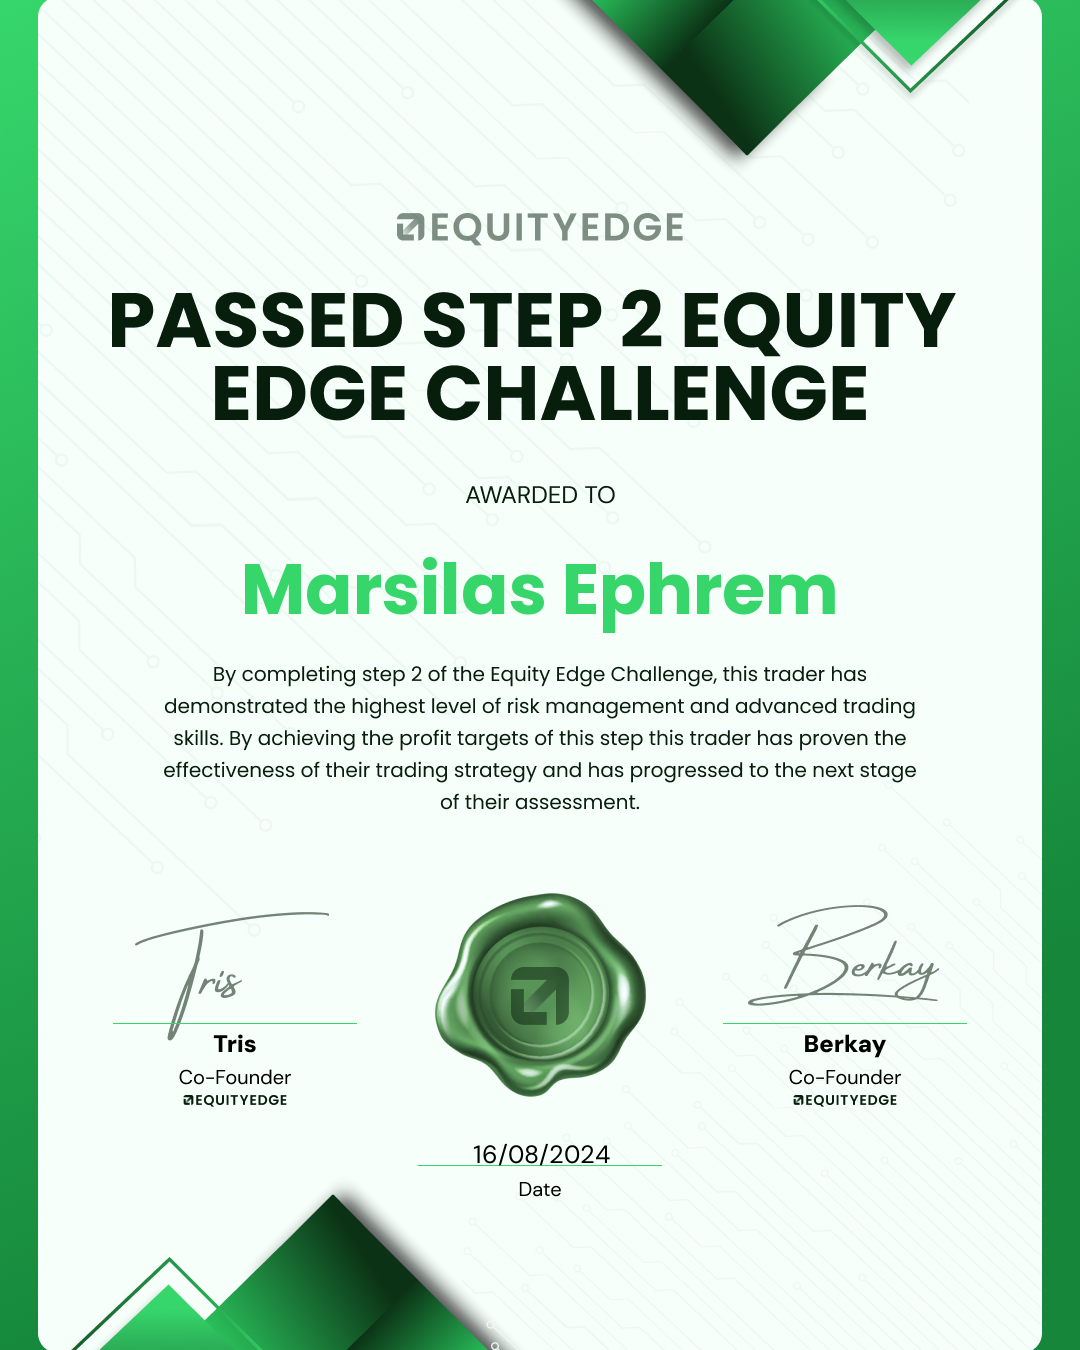 EQUITYEDGE
PASSED STEP 2 EQUITY
EDGE CHALLENGE
AWARDED TO
Marsilas Ephrem
By completing step 2 of the Equity Edge Challenge, this trader has
demonstrated the highest level of risk management and advanced trading
skills. By achieving the profit targets of this step this trader has proven the
effectiveness of their trading strategy and has progressed to the next stage
of their assessment.
Tris
Berkay
Tris
Berkay
Co-Founder
Co-Founder
EQUITYEDGE
EQUITYEDGE
16/08/2024
Date